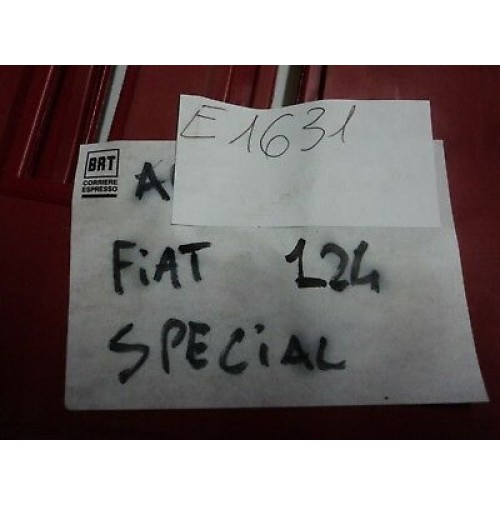 E1631
BRT
CORRIERE
ESPRESSO
FiAT 124
SPECiAL